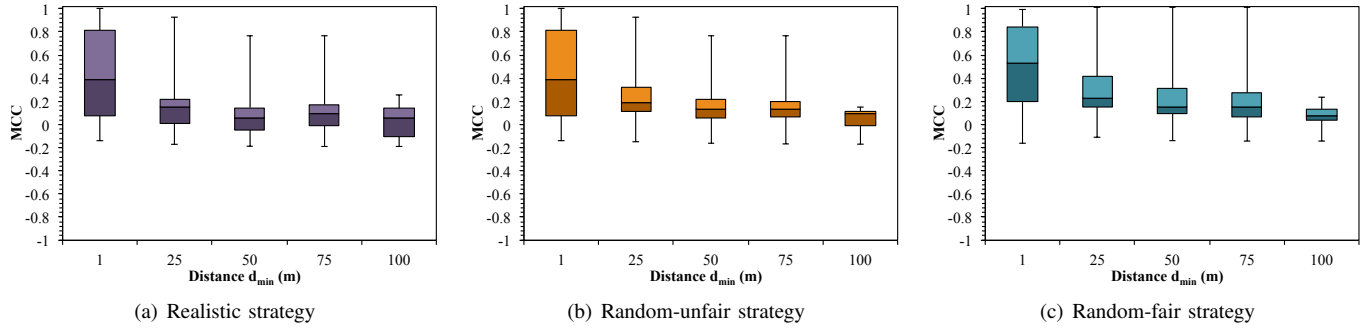 MCC
1
0.8
0.6
0.4
0.2
0
-0.2
-0.4
-0.6
-0.8
-1
1 25 50 75 100
Distance d_min (m)
(a) Realistic strategy
MCC
1
0.8
0.6
0.4
0.2
0
-0.2
-0.4
-0.6
-0.8
-1
1 25 50 75 100
Distance d_min (m)
(b) Random-unfair strategy
MCC
1
0.8
0.6
0.4
0.2
0
-0.2
-0.4
-0.6
-0.8
-1
1 25 50 75 100
Distance d_min (m)
(c) Random-fair strategy